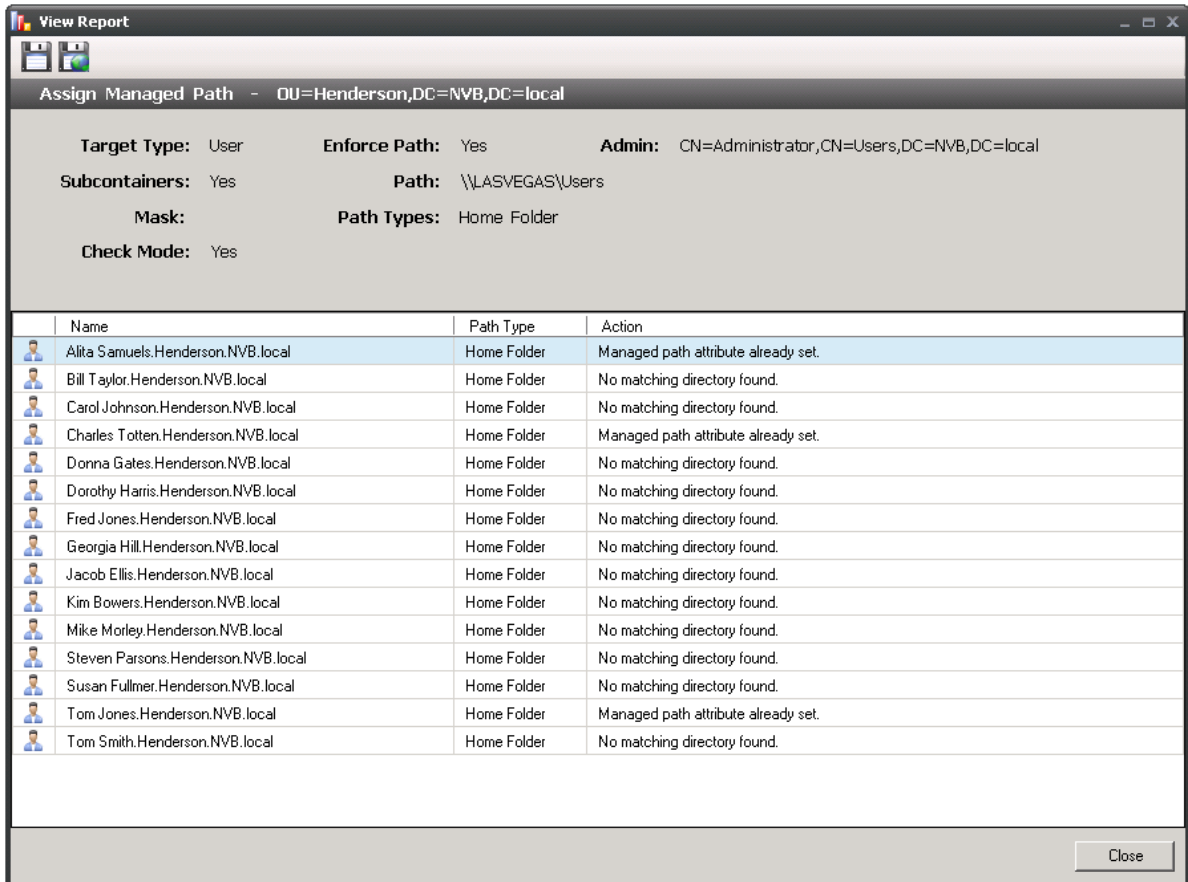 View Report
Assign Managed Path - OU=Henderson,DC=NVB,DC=local
Target Type: User Enforce Path: Yes Admin: CN=Administrator,CN=Users,DC=NVB,DC=local
Subcontainers: Yes Path: \\LASVEGAS\Users
Mask: Path Types: Home Folder
Check Mode: Yes
Name Path Type Action
Alita Samuels.Henderson.NVB.local Home Folder Managed path attribute already set.
Bill Taylor.Henderson.NVB.local Home Folder No matching directory found.
Carol Johnson.Henderson.NVB.local Home Folder No matching directory found.
Charles Totten.Henderson.NVB.local Home Folder Managed path attribute already set.
Donna Gates.Henderson.NVB.local Home Folder No matching directory found.
Dorothy Harris.Henderson.NVB.local Home Folder No matching directory found.
Fred Jones.Henderson.NVB.local Home Folder No matching directory found.
Georgia Hill.Henderson.NVB.local Home Folder No matching directory found.
Jacob Ellis.Henderson.NVB.local Home Folder No matching directory found.
Kim Bowers.Henderson.NVB.local Home Folder No matching directory found.
Mike Morley.Henderson.NVB.local Home Folder No matching directory found.
Steven Parsons.Henderson.NVB.local Home Folder No matching directory found.
Susan Fullmer.Henderson.NVB.local Home Folder No matching directory found.
Tom Jones.Henderson.NVB.local Home Folder Managed path attribute already set.
Tom Smith.Henderson.NVB.local Home Folder No matching directory found.
Close